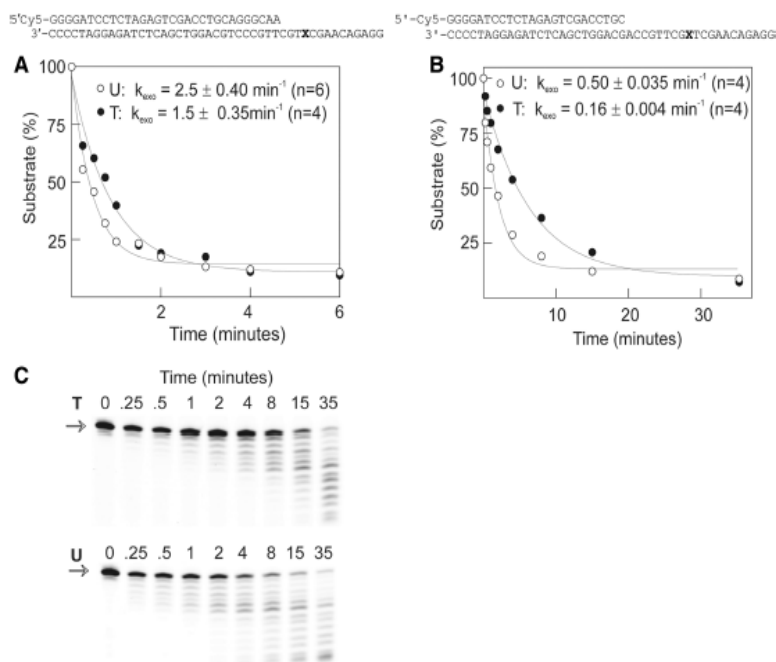 5'Cy5-GGGGATCCTCTAGAGTCGACCTGCAGGGCAA
3'-CCCCTAGGAGATCTCAGCTGGACGTCCCGTTCGTXCGAACAGAGG
5'-Cy5-GGGGATCCTCTAGAGTCGACCTGC
3'-CCCCTAGGAGATCTCAGCTGGACGACCGTTCGXTCGAACAGAGG
A
U: kexo = 2.5 ± 0.40 min-1 (n=6)
T: kexo = 1.5 ± 0.35min-1 (n=4)
Substrate (%)
100
75
50
25
2
4
6
Time (minutes)
B
U: kexo = 0.50 ± 0.035 min-1 (n=4)
T: kexo = 0.16 ± 0.004 min-1 (n=4)
Substrate (%)
100
75
50
25
10
20
30
Time (minutes)
C
Time (minutes)
T 0 .25 .5 1 2 4 8 15 35
U 0 .25 .5 1 2 4 8 15 35